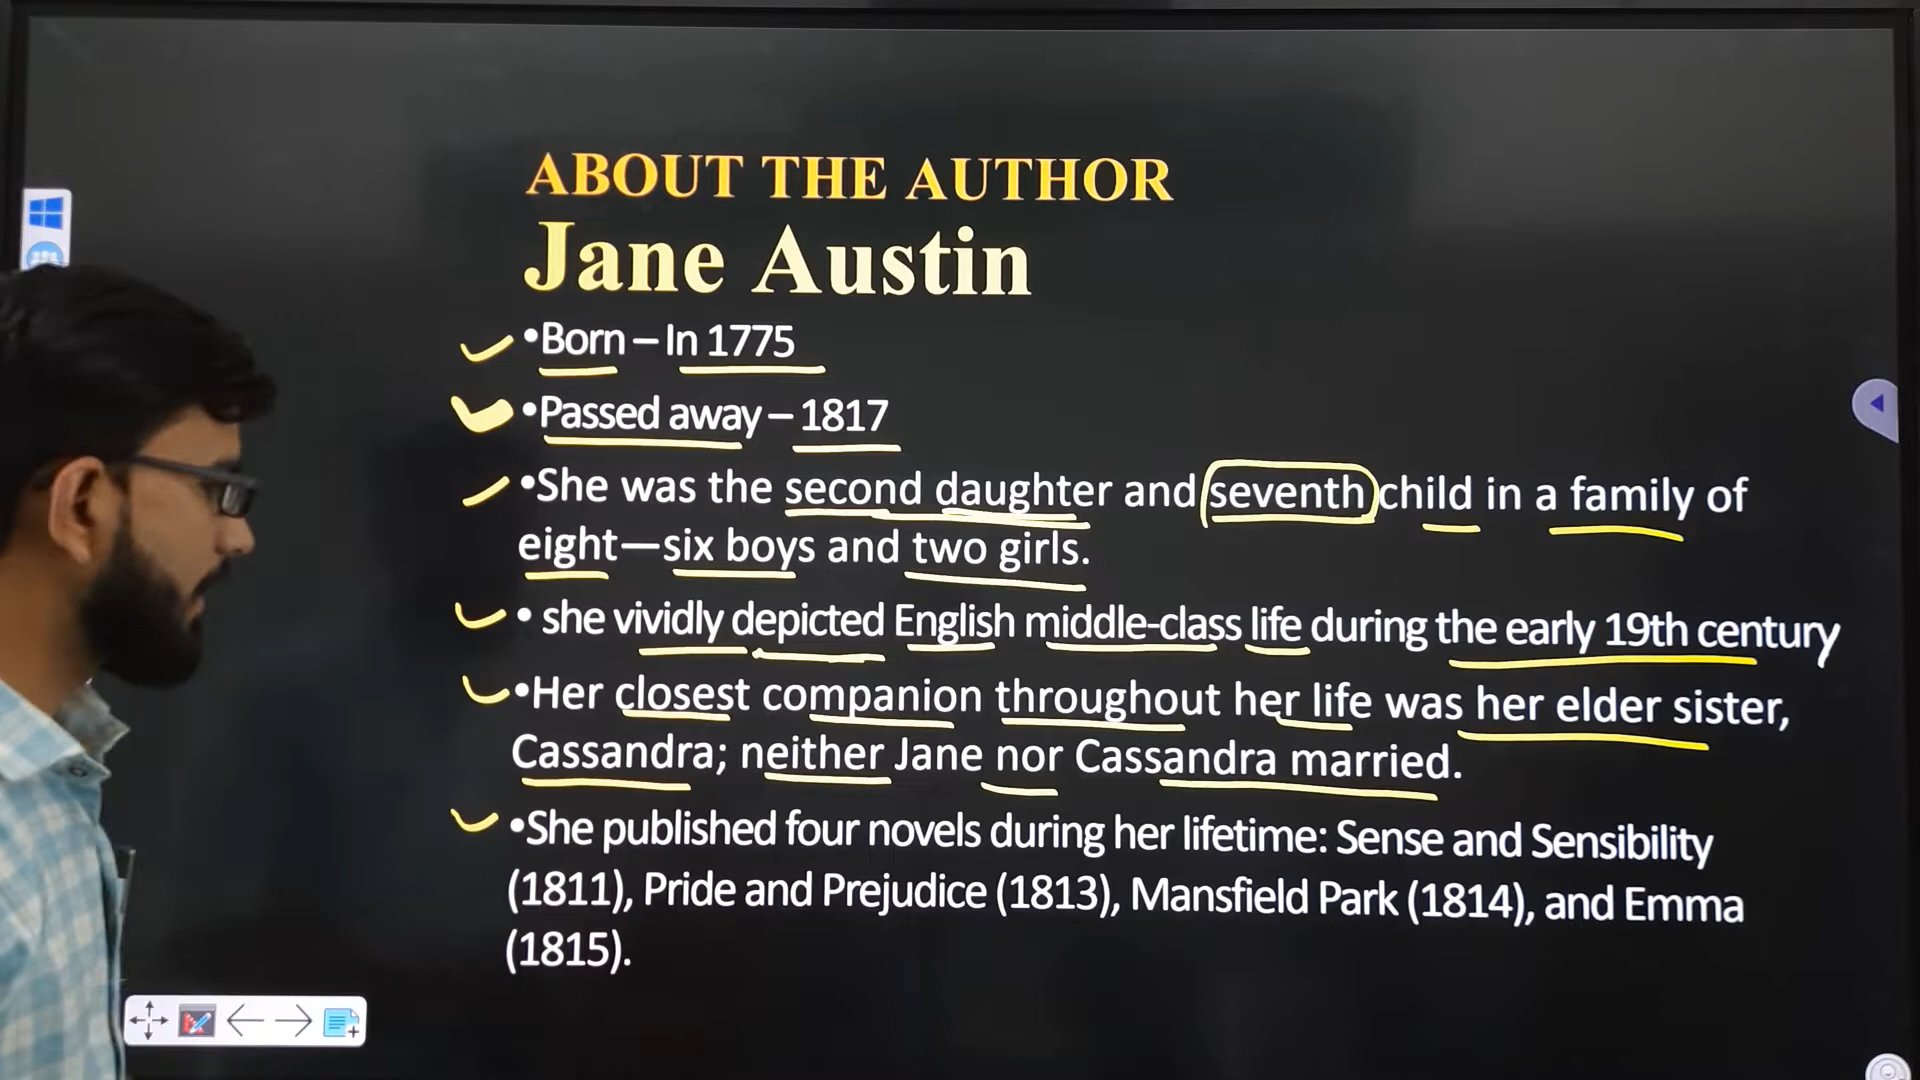 ABOUT THE AUTHOR
Jane Austin
•Born – In 1775
•Passed away – 1817
•She was the second daughter and seventh child in a family of
eight—six boys and two girls.
• she vividly depicted English middle-class life during the early 19th century
•Her closest companion throughout her life was her elder sister,
Cassandra; neither Jane nor Cassandra married.
•She published four novels during her lifetime: Sense and Sensibility
(1811), Pride and Prejudice (1813), Mansfield Park (1814), and Emma
(1815).